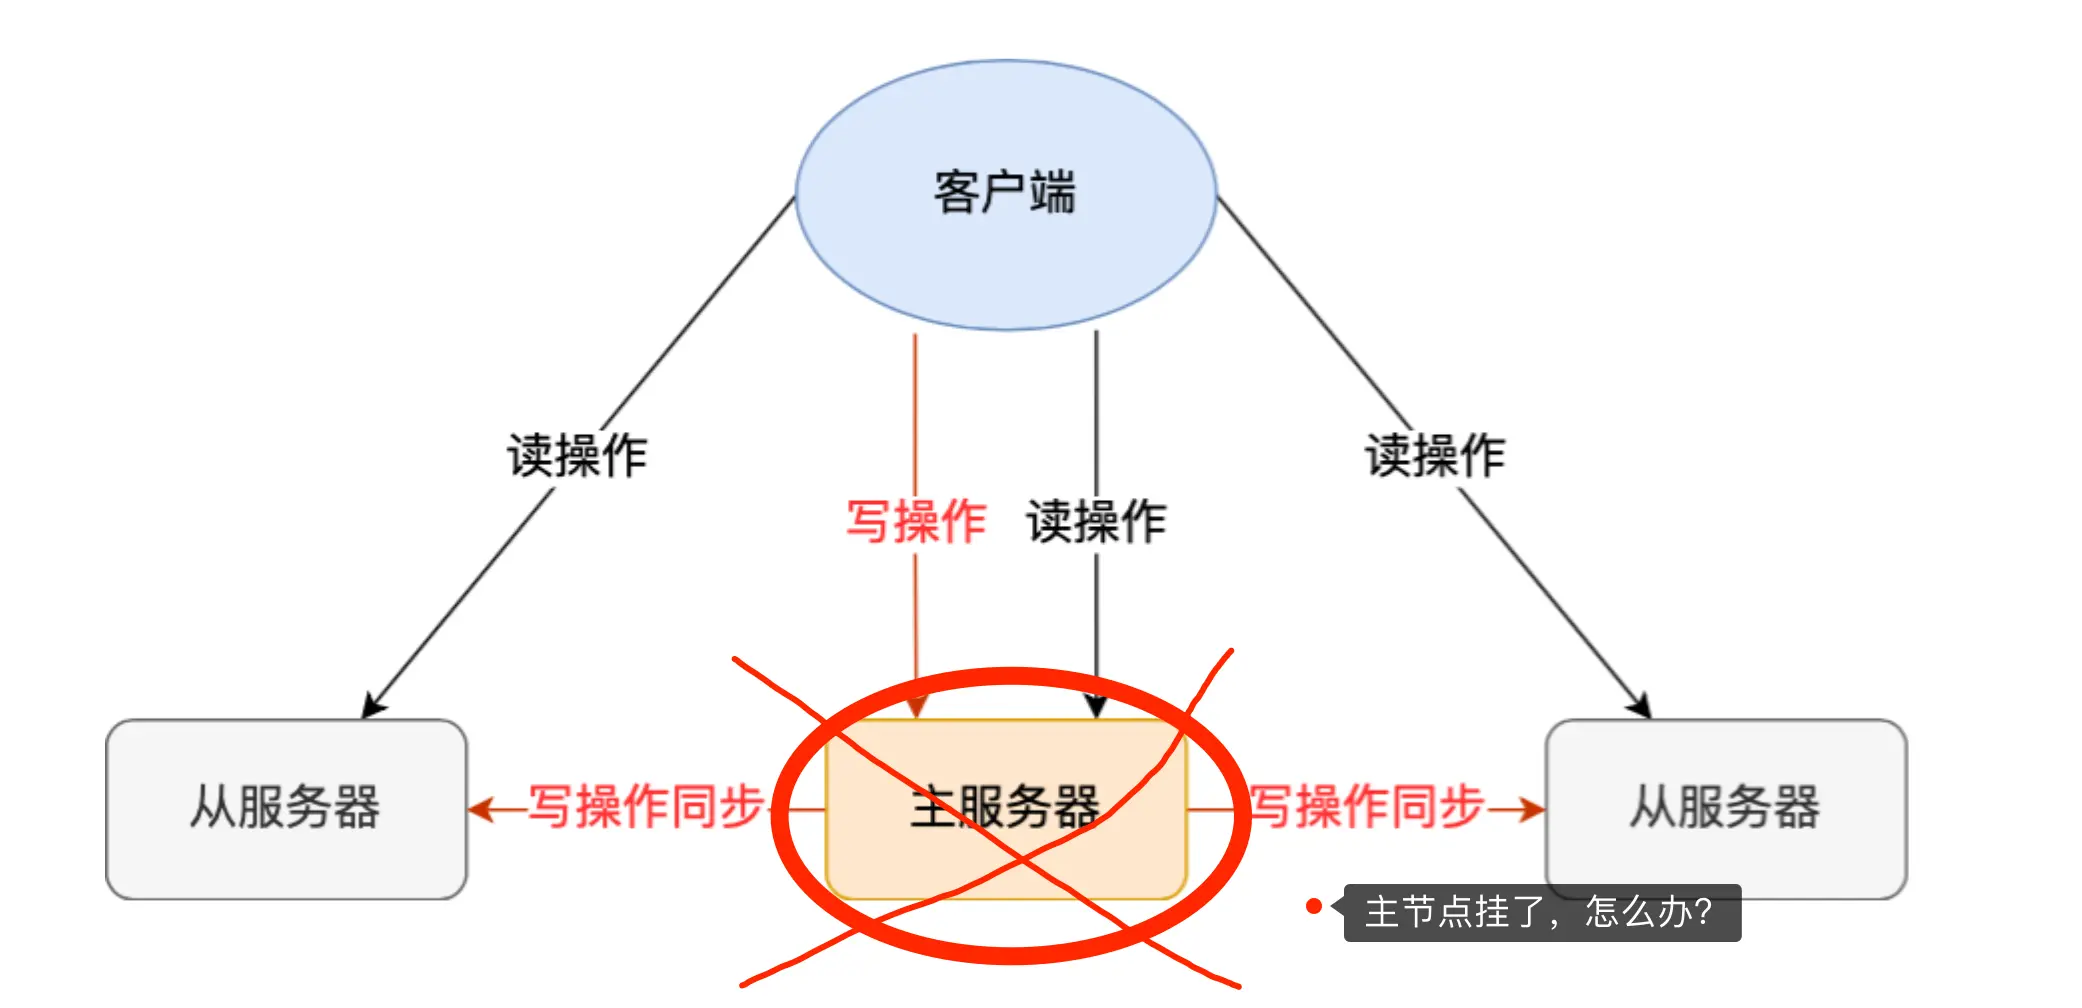 客户端
读操作
读操作
写操作
读操作
从服务器
写操作同步
主服务器
写操作同步
从服务器
主节点挂了，怎么办？